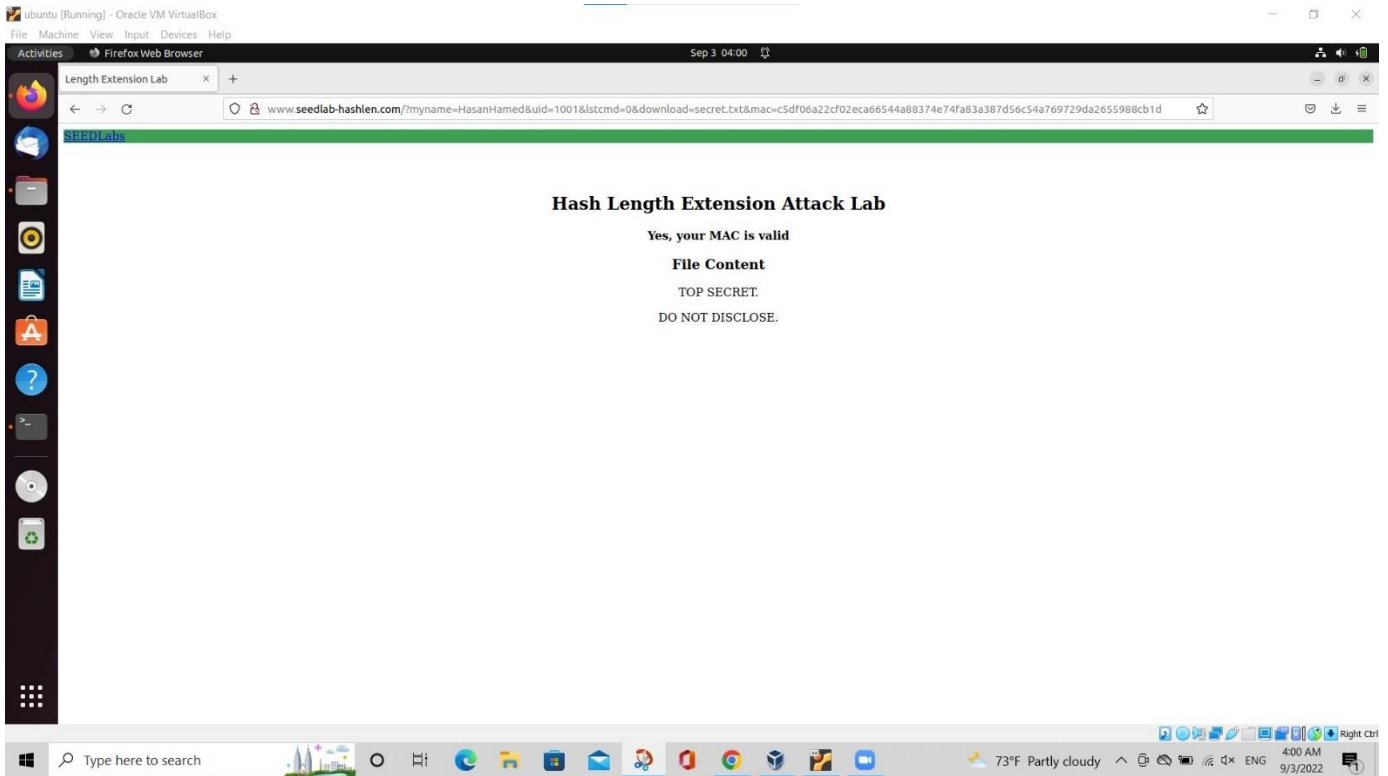 ubuntu [Running] - Oracle VM VirtualBox
File Machine View Input Devices Help
Activities Firefox Web Browser Sep 3 04:00
Length Extension Lab
www.seedlab-hashlen.com/?myname=HasanHamed&uid=1001&lstcmd=0&download=secret.txt&mac=c5df06a22cf02eca66544a88374e74fa83a387d56c54a769729da2655988cb1d
SEEDLabs
Hash Length Extension Attack Lab
Yes, your MAC is valid
File Content
TOP SECRET.
DO NOT DISCLOSE.
Right Ctrl
Type here to search 73°F Partly cloudy ENG 4:00 AM
9/3/2022